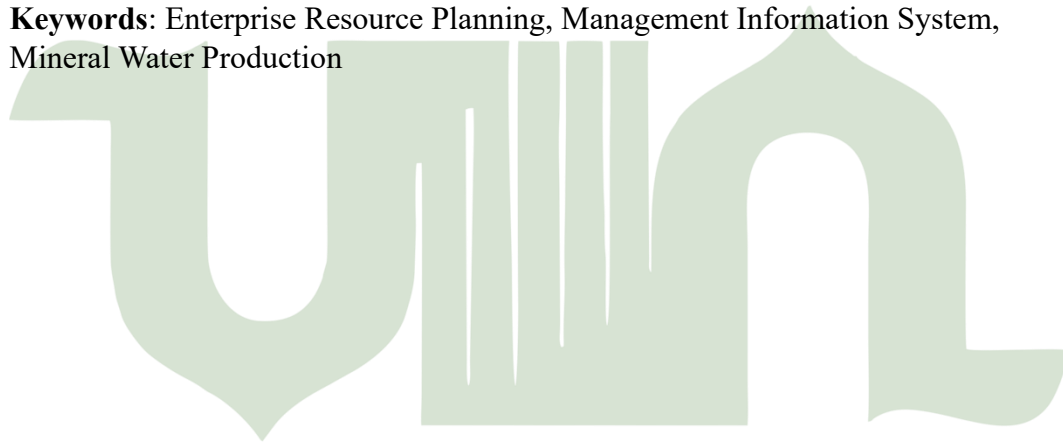 Keywords: Enterprise Resource Planning, Management Information System,
Mineral Water Production